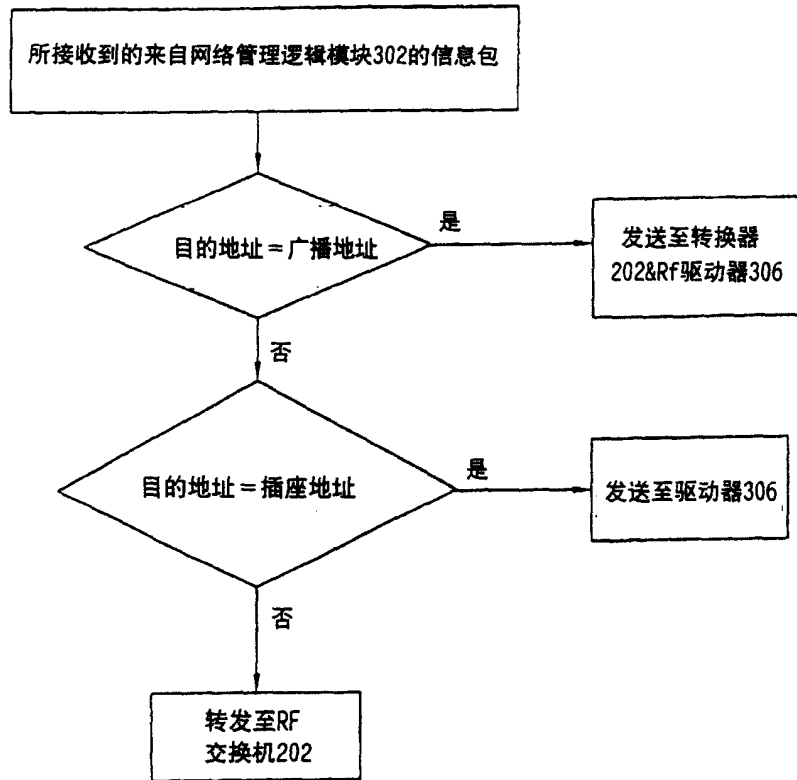 所接收到的来自网络管理逻辑模块302的信息包
目的地址=广播地址
是
发送至转换器
202&Rf驱动器306
否
目的地址=插座地址
是
发送至驱动器306
否
转发至RF
交换机202